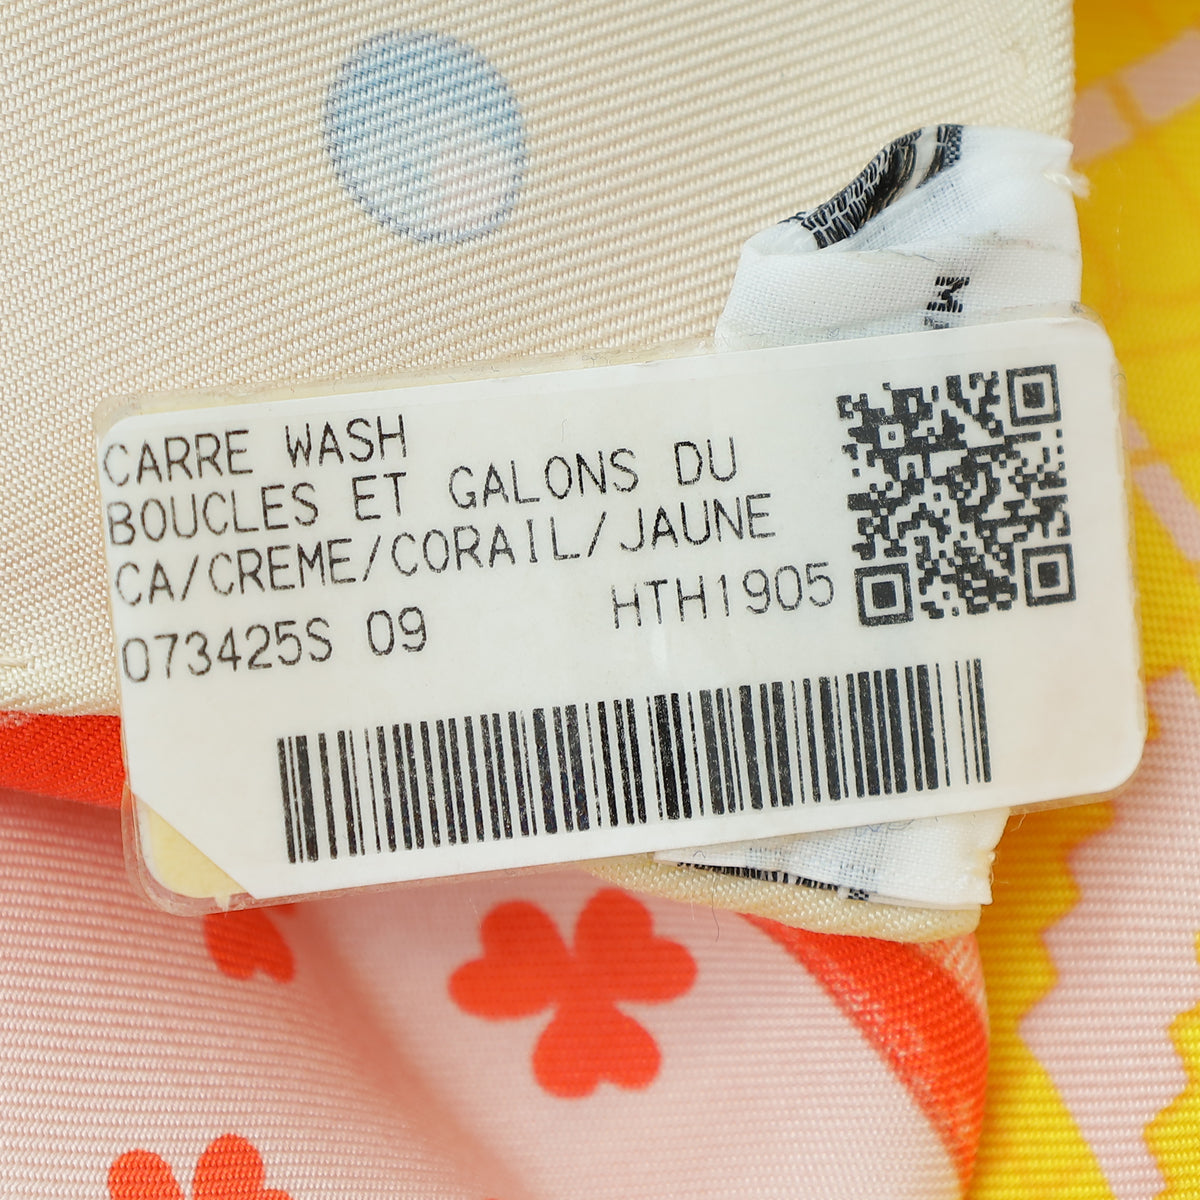 CARRE WASH
BOUCLES ET GALONS DU
CA/CREME/CORAIL/JAUNE
073425S 09 HTH1905